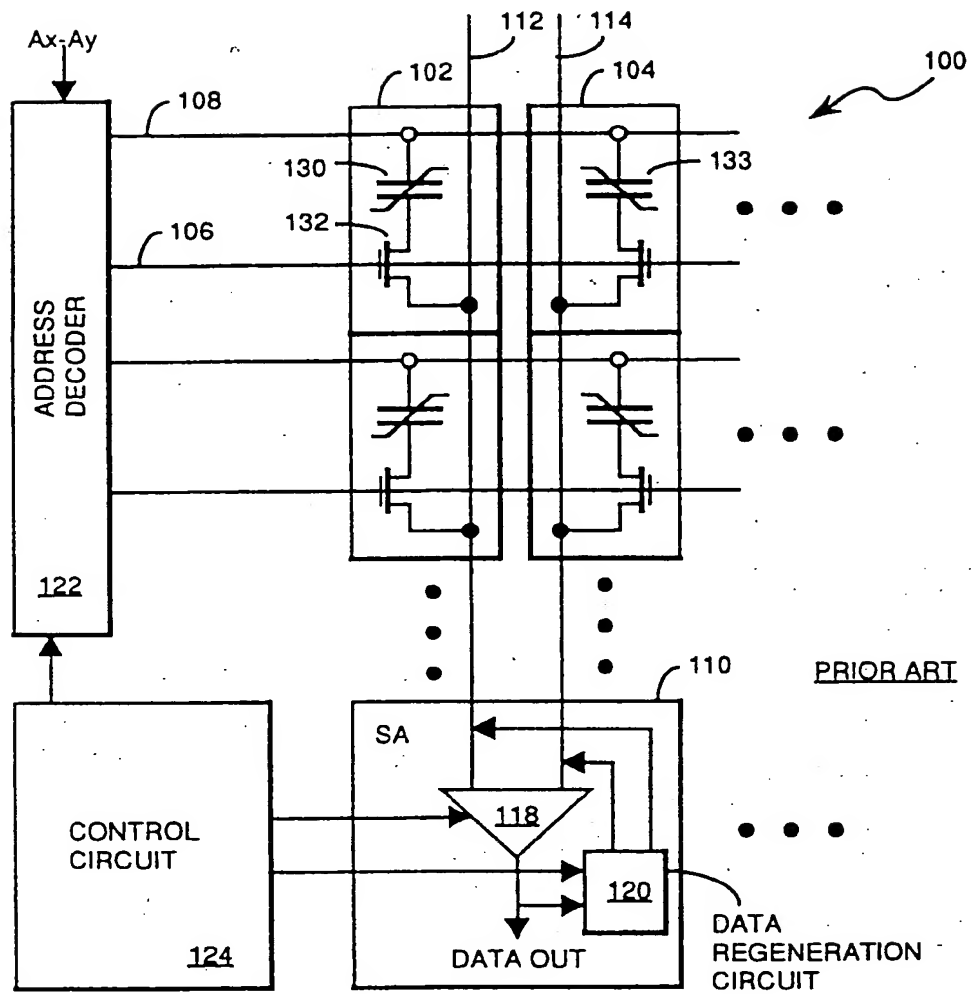 Ax-Ay
112
114
102
104
100
108
130
133
132
106
ADDRESS
DECODER
122
110
PRIOR ART
SA
118
CONTROL
CIRCUIT
120
124
DATA OUT
DATA
REGENERATION
CIRCUIT